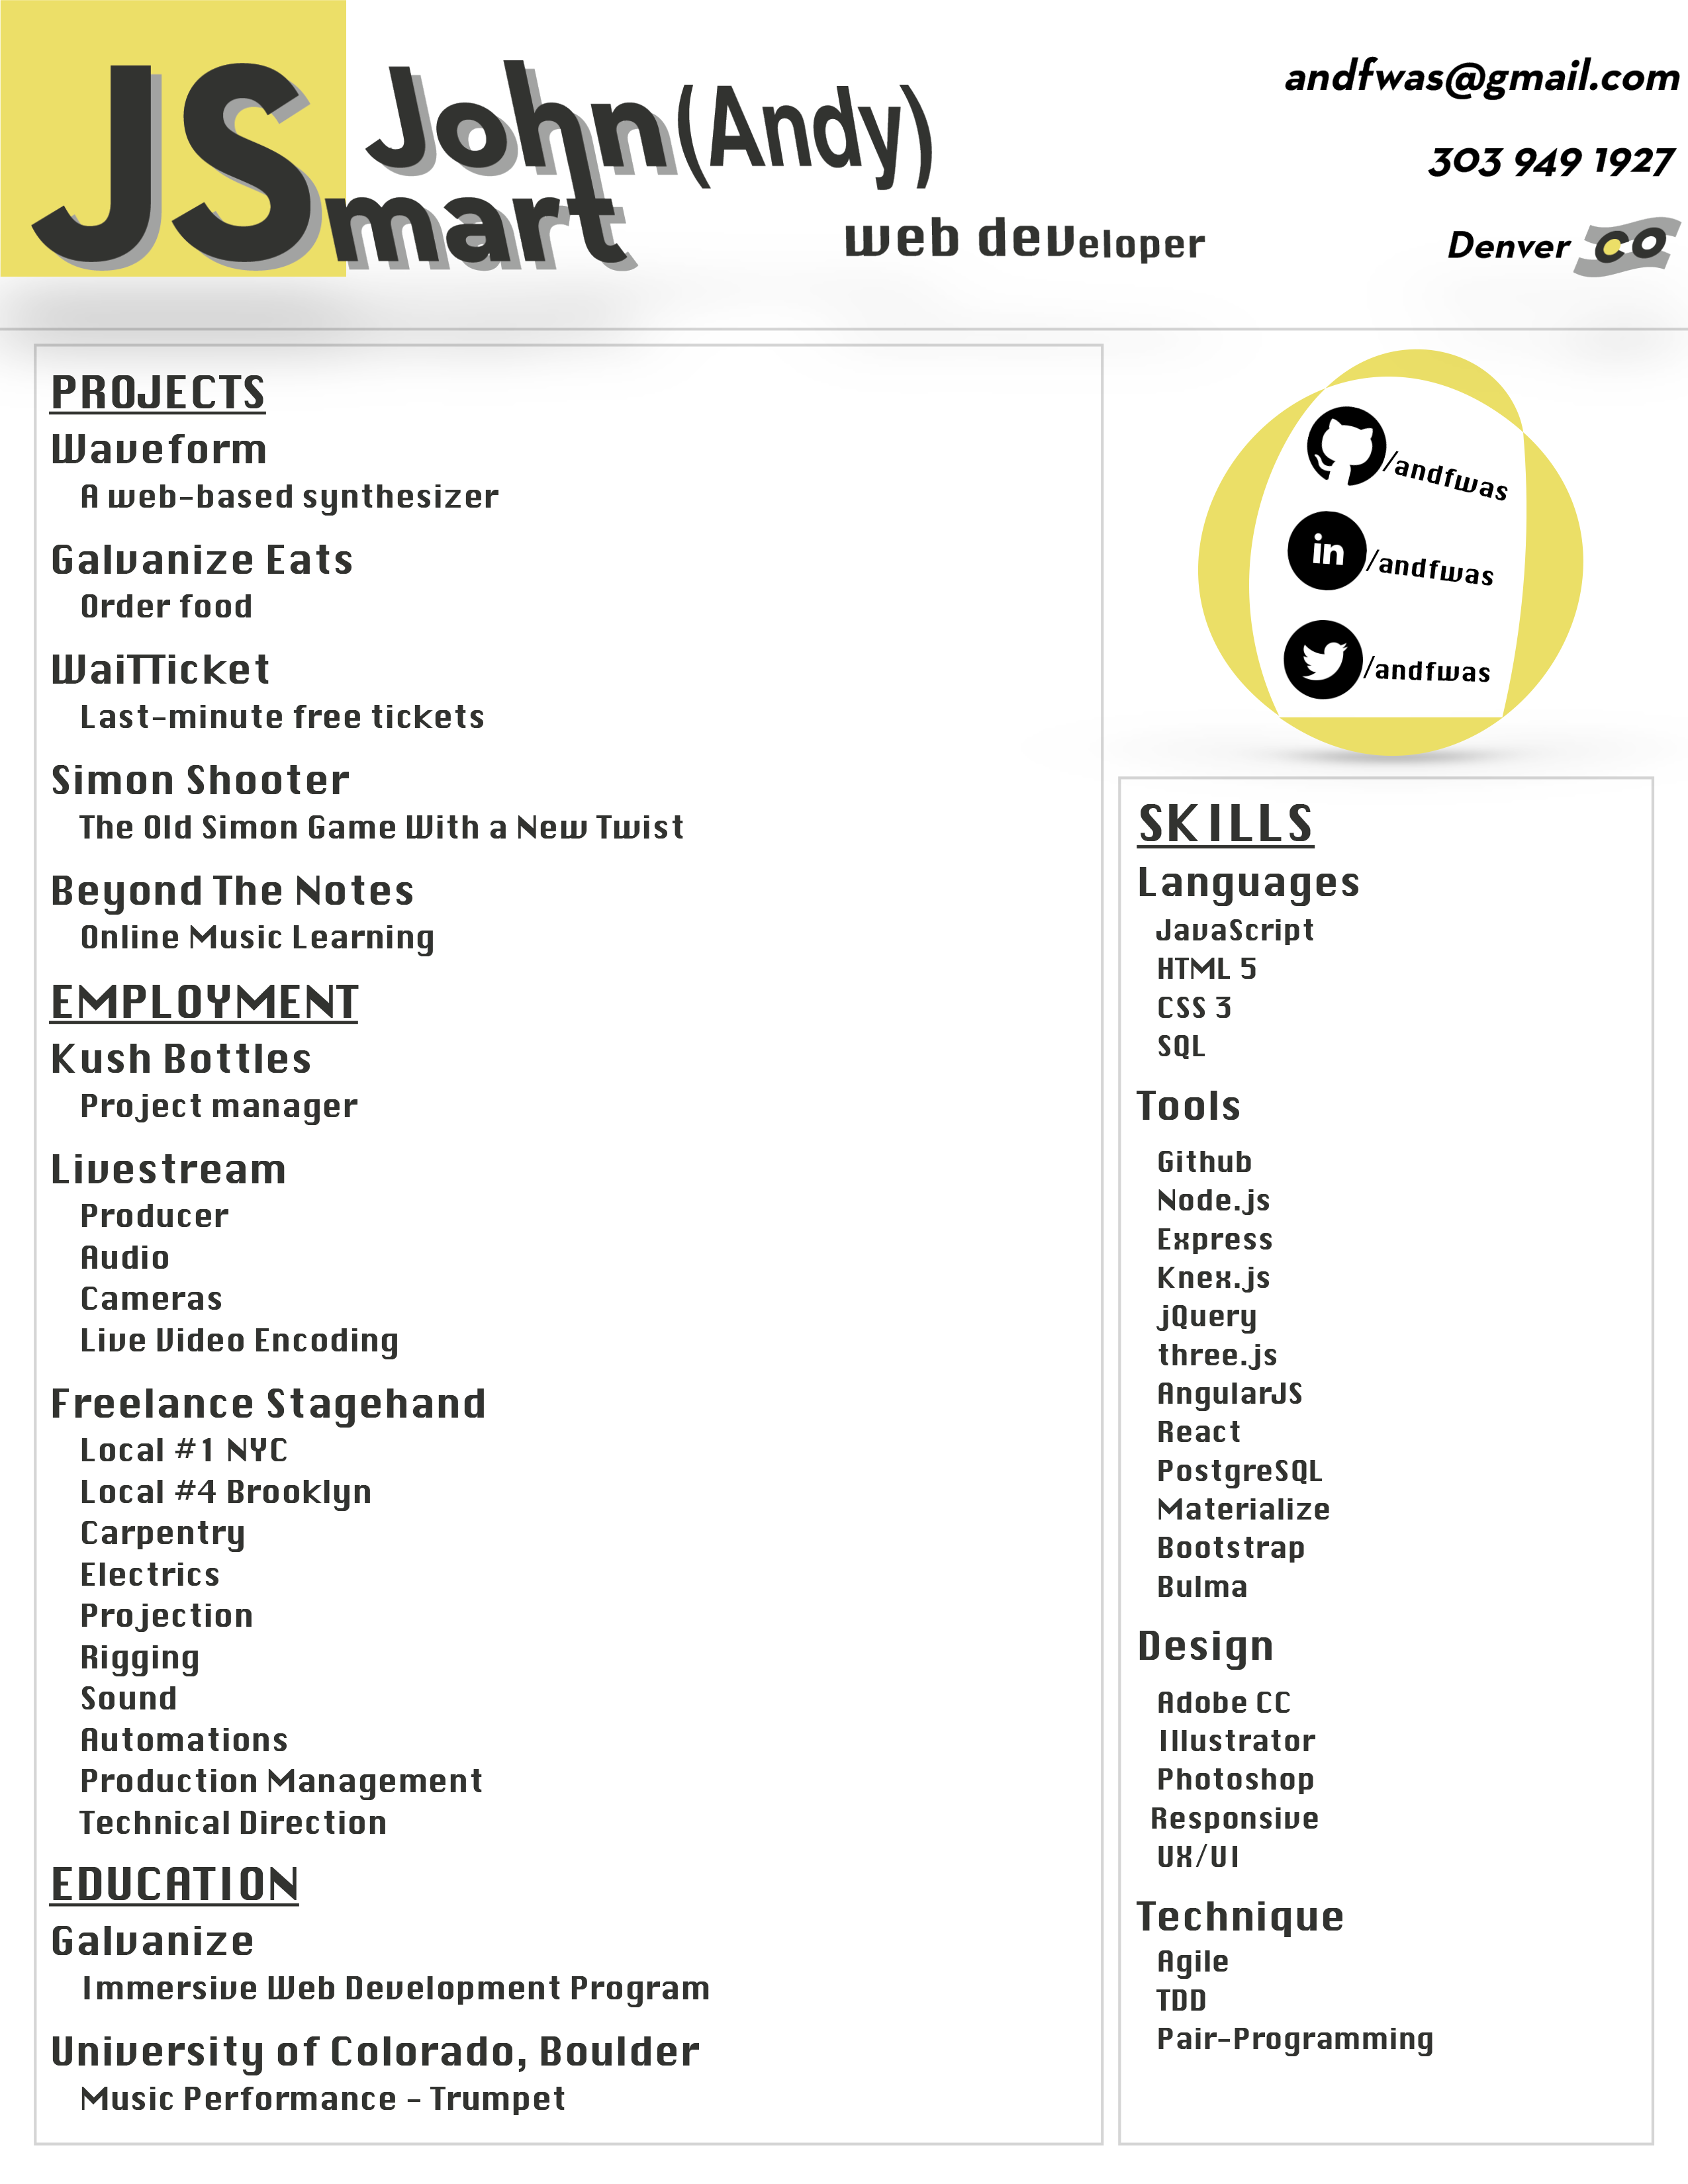 JSmart
John (Andy)
web developer
andfwas@gmail.com
303 949 1927
Denver CO
PROJECTS
Waveform
A web-based synthesizer
Galvanize Eats
Order food
WaiTTicket
Last-minute free tickets
Simon Shooter
The Old Simon Game With a New Twist
Beyond The Notes
Online Music Learning
EMPLOYMENT
Kush Bottles
Project manager
Livestream
Producer
Audio
Cameras
Live Video Encoding
Freelance Stagehand
Local #1 NYC
Local #4 Brooklyn
Carpentry
Electrics
Projection
Rigging
Sound
Automations
Production Management
Technical Direction
EDUCATION
Galvanize
Immersive Web Development Program
University of Colorado, Boulder
Music Performance - Trumpet
/andfwas
in /andfwas
/andfwas
SKILLS
Languages
JavaScript
HTML 5
CSS 3
SQL
Tools
Github
Node.js
Express
Knex.js
jQuery
three.js
AngularJS
React
PostgreSQL
Materialize
Bootstrap
Bulma
Design
Adobe CC
Illustrator
Photoshop
Responsive
UX/UI
Technique
Agile
TDD
Pair-Programming